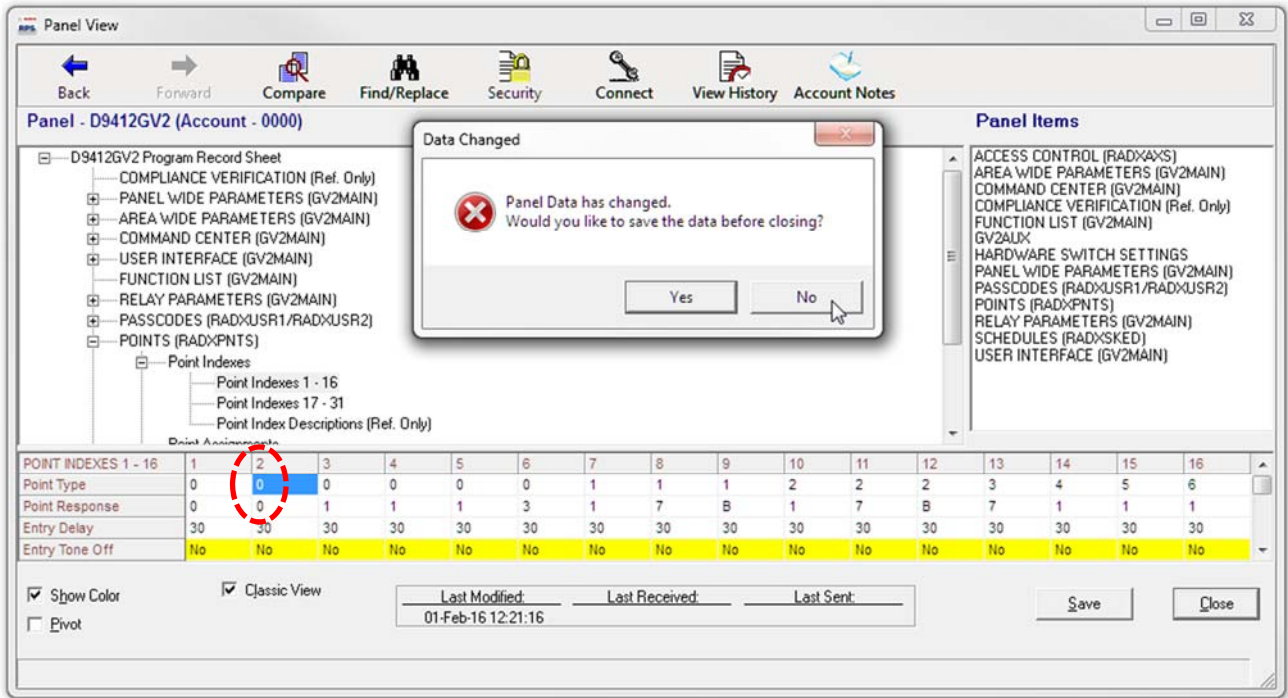 RPS Panel View
Back Forward Compare Find/Replace Security Connect View History Account Notes
Panel - D9412GV2 (Account - 0000)
Panel Items
D9412GV2 Program Record Sheet
COMPLIANCE VERIFICATION (Ref. Only)
PANEL WIDE PARAMETERS (GV2MAIN)
AREA WIDE PARAMETERS (GV2MAIN)
COMMAND CENTER (GV2MAIN)
USER INTERFACE (GV2MAIN)
FUNCTION LIST (GV2MAIN)
RELAY PARAMETERS (GV2MAIN)
PASSCODES (RADXUSR1/RADXUSR2)
POINTS (RADXPNTS)
Point Indexes
Point Indexes 1 - 16
Point Indexes 17 - 31
Point Index Descriptions (Ref. Only)
Point Assignments
Data Changed
Panel Data has changed.
Would you like to save the data before closing?
Yes No
ACCESS CONTROL (RADXAXS)
AREA WIDE PARAMETERS (GV2MAIN)
COMMAND CENTER (GV2MAIN)
COMPLIANCE VERIFICATION (Ref. Only)
FUNCTION LIST (GV2MAIN)
GV2AUX
HARDWARE SWITCH SETTINGS
PANEL WIDE PARAMETERS (GV2MAIN)
PASSCODES (RADXUSR1/RADXUSR2)
POINTS (RADXPNTS)
RELAY PARAMETERS (GV2MAIN)
SCHEDULES (RADXSKED)
USER INTERFACE (GV2MAIN)
POINT INDEXES 1 - 16 1 2 3 4 5 6 7 8 9 10 11 12 13 14 15 16
Point Type 0 0 0 0 0 0 1 1 1 2 2 2 3 4 5 6
Point Response 0 0 1 1 1 3 1 7 B 1 7 B 7 1 1 1
Entry Delay 30 30 30 30 30 30 30 30 30 30 30 30 30 30 30 30
Entry Tone Off No No No No No No No No No No No No No No No No
Show Color Classic View
Pivot
Last Modified: Last Received: Last Sent:
01-Feb-16 12:21:16
Save Close